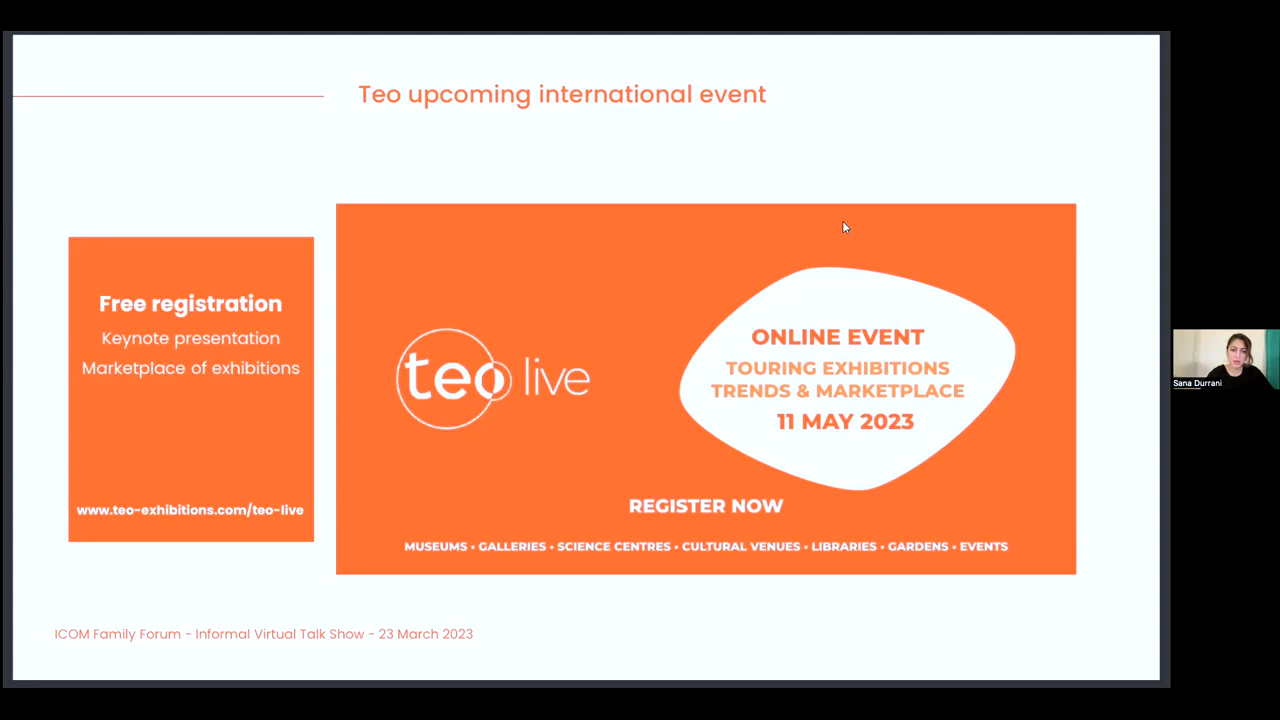 Teo upcoming international event
Free registration
Keynote presentation
Marketplace of exhibitions
www.teo-exhibitions.com/teo-live
teo live
ONLINE EVENT
TOURING EXHIBITIONS
TRENDS & MARKETPLACE
11 MAY 2023
REGISTER NOW
MUSEUMS • GALLERIES • SCIENCE CENTRES • CULTURAL VENUES • LIBRARIES • GARDENS • EVENTS
ICOM Family Forum - Informal Virtual Talk Show - 23 March 2023
Sana Durrani